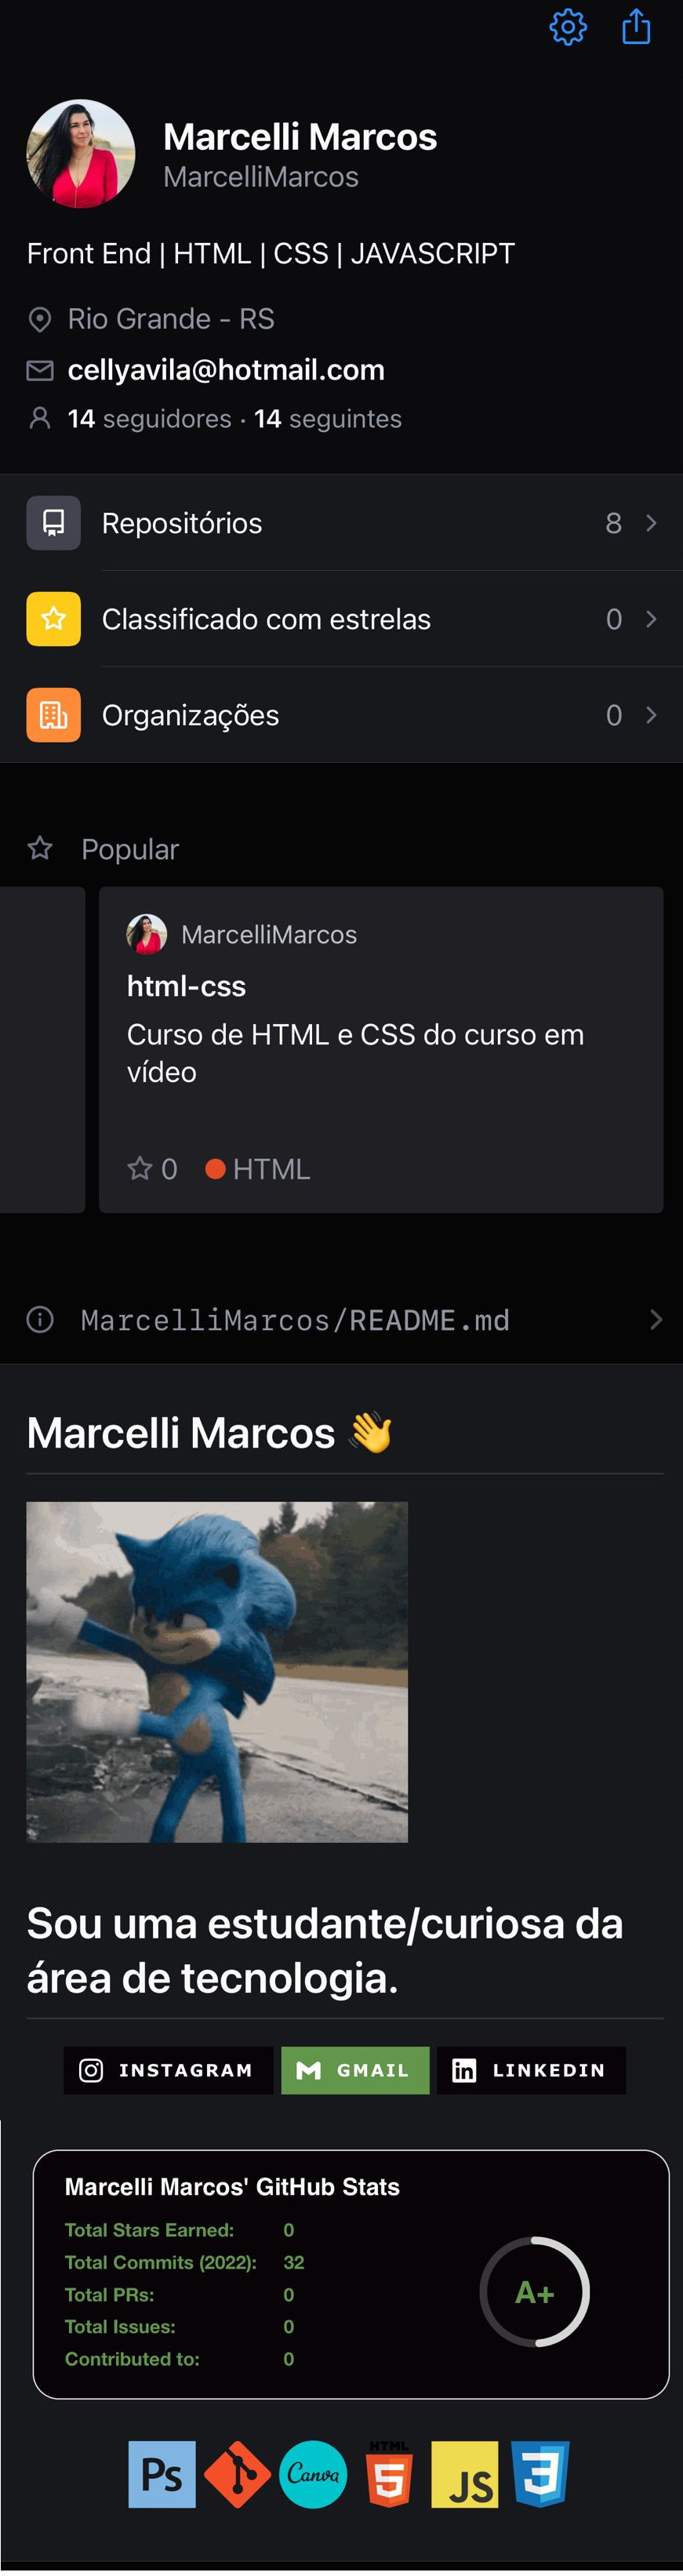 Marcelli Marcos
MarcelliMarcos
Front End | HTML | CSS | JAVASCRIPT
Rio Grande - RS
cellyavila@hotmail.com
14 seguidores · 14 seguintes
Repositórios 8
Classificado com estrelas 0
Organizações 0
Popular
MarcelliMarcos
html-css
Curso de HTML e CSS do curso em
vídeo
0 HTML
MarcelliMarcos/README.md
Marcelli Marcos 👋
Sou uma estudante/curiosa da
área de tecnologia.
INSTAGRAM GMAIL LINKEDIN
Marcelli Marcos' GitHub Stats
Total Stars Earned: 0
Total Commits (2022): 32
Total PRs: 0
Total Issues: 0
Contributed to: 0
A+
Ps Canva HTML 5 JS 3